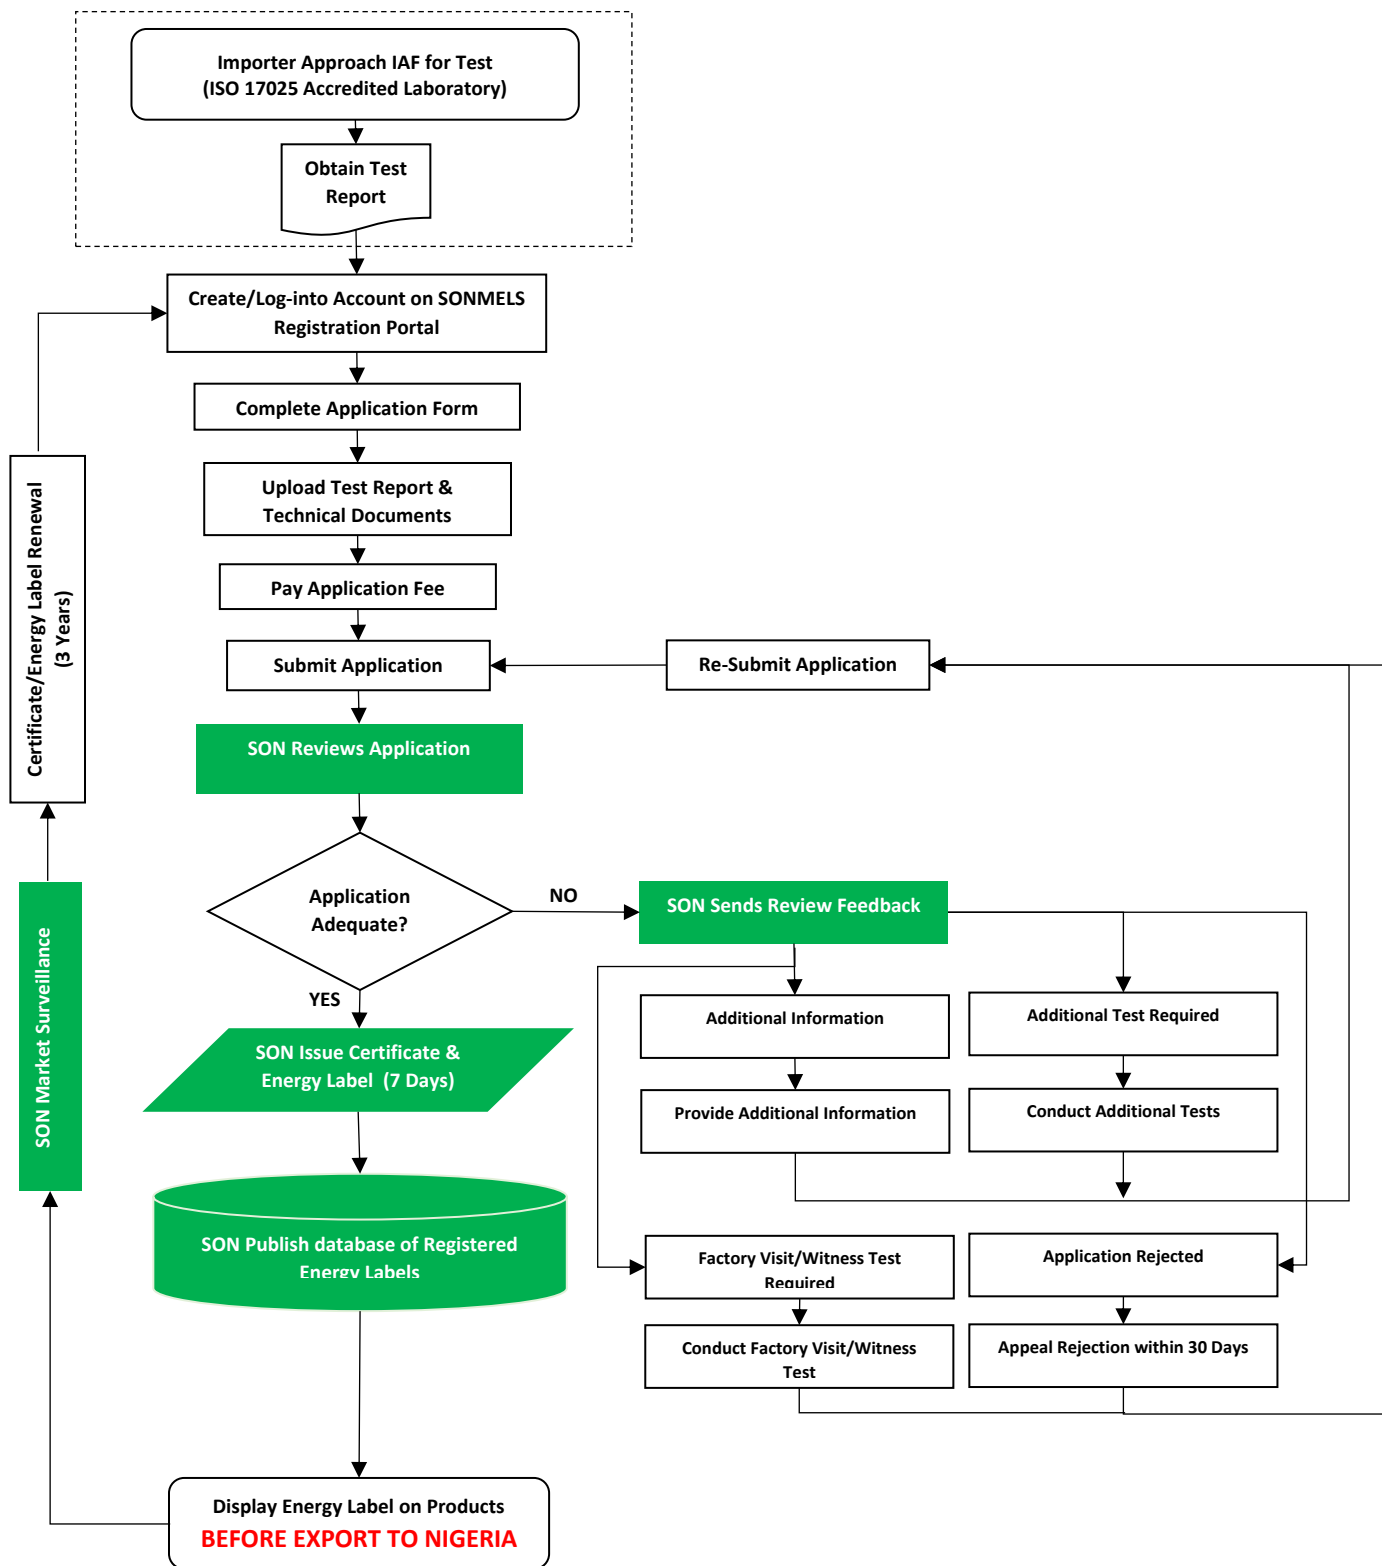 Importer Approach IAF for Test
(ISO 17025 Accredited Laboratory)
Obtain Test
Report
Create/Log-into Account on SONMELS
Registration Portal
Complete Application Form
Upload Test Report &
Technical Documents
Pay Application Fee
Submit Application
Re-Submit Application
Certificate/Energy Label Renewal
(3 Years)
SON Reviews Application
Application
Adequate?
NO
YES
SON Sends Review Feedback
SON Market Surveillance
Additional Information
Additional Test Required
SON Issue Certificate &
Energy Label (7 Days)
Provide Additional Information
Conduct Additional Tests
SON Publish database of Registered
Energy Labels
Factory Visit/Witness Test
Required
Application Rejected
Conduct Factory Visit/Witness
Test
Appeal Rejection within 30 Days
Display Energy Label on Products
BEFORE EXPORT TO NIGERIA